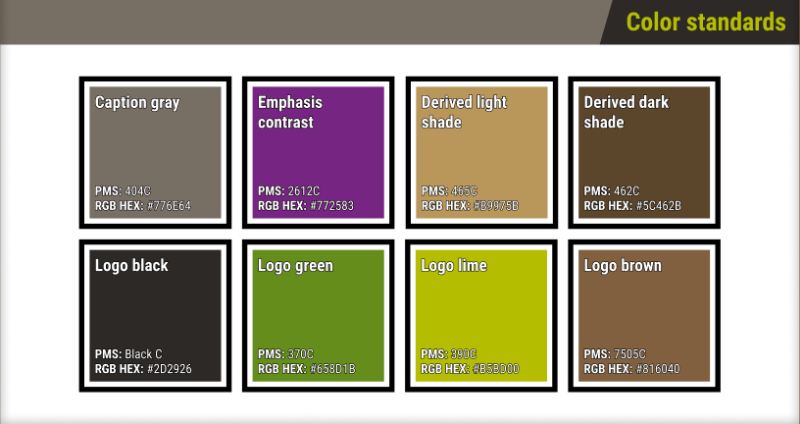 Color standards
Caption gray
PMS: 404C
RGB HEX: #776E64
Emphasis
contrast
PMS: 2612C
RGB HEX: #772583
Derived light
shade
PMS: 465C
RGB HEX: #B9975B
Derived dark
shade
PMS: 462C
RGB HEX: #5C462B
Logo black
PMS: Black C
RGB HEX: #2D2926
Logo green
PMS: 370C
RGB HEX: #658D1B
Logo lime
PMS: 390C
RGB HEX: #B5BD00
Logo brown
PMS: 7505C
RGB HEX: #816040